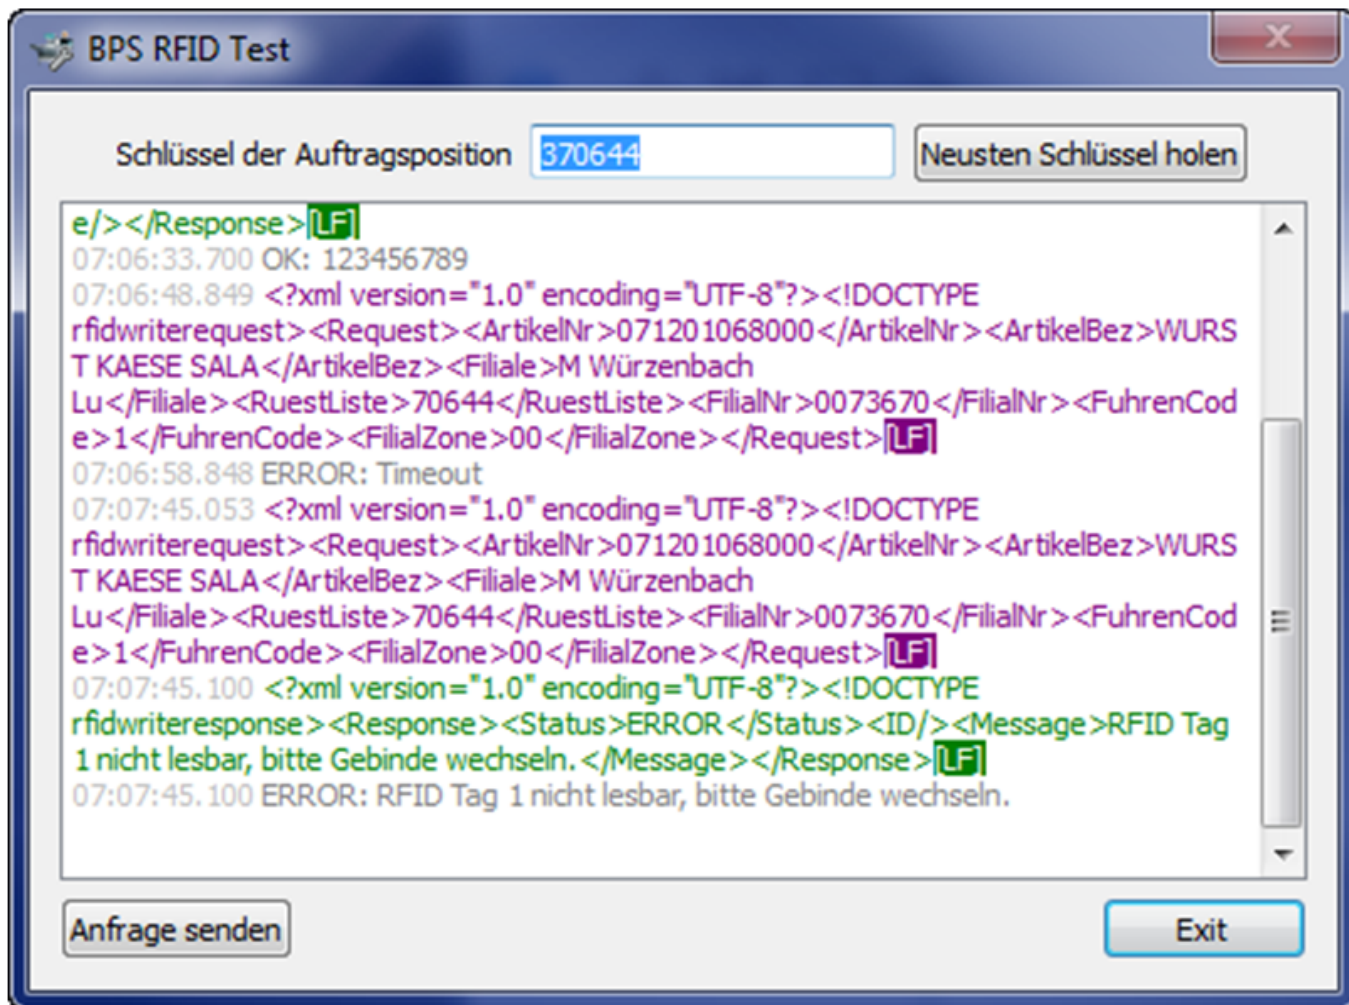 BPS RFID Test
Schlüssel der Auftragsposition 370644 Neusten Schlüssel holen
e/></Response>[LF]
07:06:33.700 OK: 123456789
07:06:48.849 <?xml version="1.0" encoding="UTF-8"?><!DOCTYPE
rfidwriterequest><Request><ArtikelNr>071201068000</ArtikelNr><ArtikelBez>WURS
T KAESE SALA</ArtikelBez><Filiale>M Würzenbach
Lu</Filiale><RuestListe>70644</RuestListe><FilialNr>0073670</FilialNr><FuhrenCod
e>1</FuhrenCode><FilialZone>00</FilialZone></Request>[LF]
07:06:58.848 ERROR: Timeout
07:07:45.053 <?xml version="1.0" encoding="UTF-8"?><!DOCTYPE
rfidwriterequest><Request><ArtikelNr>071201068000</ArtikelNr><ArtikelBez>WURS
T KAESE SALA</ArtikelBez><Filiale>M Würzenbach
Lu</Filiale><RuestListe>70644</RuestListe><FilialNr>0073670</FilialNr><FuhrenCod
e>1</FuhrenCode><FilialZone>00</FilialZone></Request>[LF]
07:07:45.100 <?xml version="1.0" encoding="UTF-8"?><!DOCTYPE
rfidwriteresponse><Response><Status>ERROR</Status><ID/><Message>RFID Tag
1 nicht lesbar, bitte Gebinde wechseln.</Message></Response>[LF]
07:07:45.100 ERROR: RFID Tag 1 nicht lesbar, bitte Gebinde wechseln.
Anfrage senden Exit